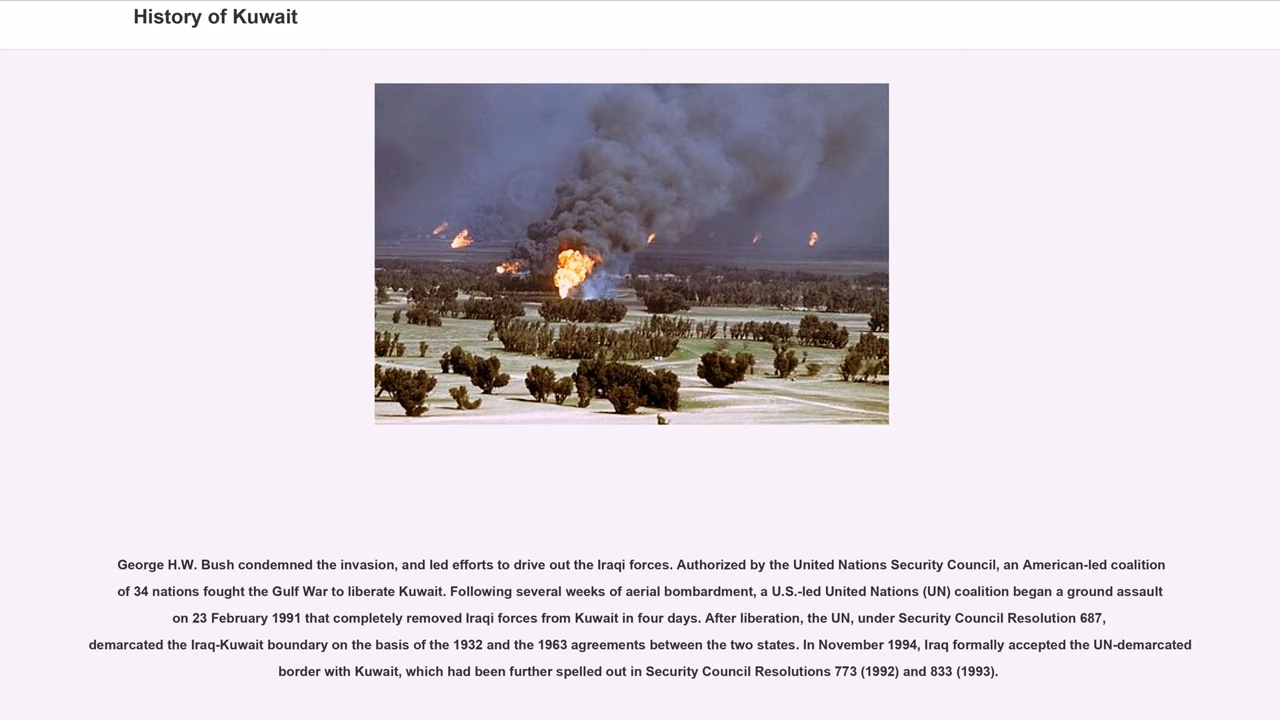 History of Kuwait
George H.W. Bush condemned the invasion, and led efforts to drive out the Iraqi forces. Authorized by the United Nations Security Council, an American-led coalition
of 34 nations fought the Gulf War to liberate Kuwait. Following several weeks of aerial bombardment, a U.S.-led United Nations (UN) coalition began a ground assault
on 23 February 1991 that completely removed Iraqi forces from Kuwait in four days. After liberation, the UN, under Security Council Resolution 687,
demarcated the Iraq-Kuwait boundary on the basis of the 1932 and the 1963 agreements between the two states. In November 1994, Iraq formally accepted the UN-demarcated
border with Kuwait, which had been further spelled out in Security Council Resolutions 773 (1992) and 833 (1993).